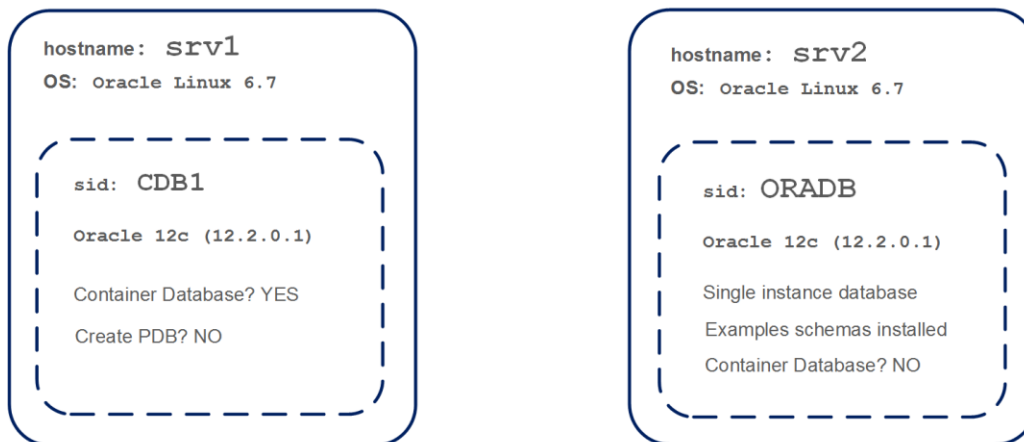 hostname: srv1
OS: Oracle Linux 6.7
sid: CDB1
Oracle 12c (12.2.0.1)
Container Database? YES
Create PDB? NO
hostname: srv2
OS: Oracle Linux 6.7
sid: ORADB
Oracle 12c (12.2.0.1)
Single instance database
Examples schemas installed
Container Database? NO